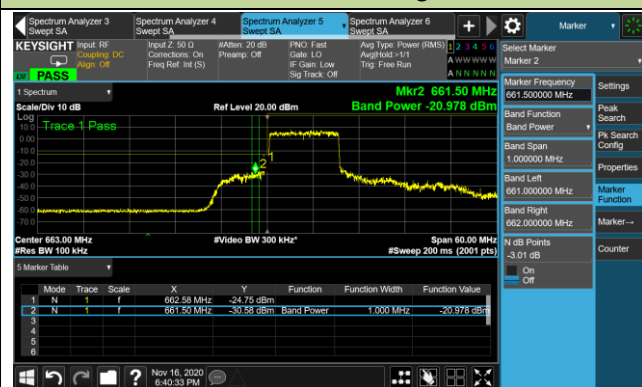 Spectrum Analyzer 3
Swept SA
Spectrum Analyzer 4
Swept SA
Spectrum Analyzer 5
Swept SA
Spectrum Analyzer 6
Swept SA
+
Marker
KEYSIGHT
Input: RF
Coupling: DC
Align: Off
Input Z: 50 Ω
Corrections: On
Freq Ref: Int (S)
#Atten: 20 dB
Preamp: Off
PNO: Fast
Gate: LO
IF Gain: Low
Sig Track: Off
Avg Type: Power (RMS)
Avg|Hold:>1/1
Trig: Free Run
1 2 3 4 5 6
A W W W W W
A N N N N N
LXI PASS
Select Marker
Marker 2
1 Spectrum
Mkr2 661.50 MHz
Scale/Div 10 dB
Ref Level 20.00 dBm
Band Power -20.978 dBm
Log
Trace 1 Pass
10.0
0.00
-10.0
-20.0
-30.0
-40.0
-50.0
-60.0
-70.0
2
1
Center 663.00 MHz
#Video BW 300 kHz*
Span 60.00 MHz
#Res BW 100 kHz
#Sweep 200 ms (2001 pts)
5 Marker Table
Mode Trace Scale X Y Function Function Width Function Value
1 N 1 f 662.58 MHz -24.75 dBm
2 N 1 f 661.50 MHz -30.58 dBm Band Power 1.000 MHz -20.978 dBm
3
4
5
6
Marker Frequency
661.500000 MHz
Band Function
Band Power
Band Span
1.000000 MHz
Band Left
661.000000 MHz
Band Right
662.000000 MHz
N dB Points
-3.01 dB
On
Off
Settings
Peak
Search
Pk Search
Config
Properties
Marker
Function
Marker→
Counter
?
Nov 16, 2020
6:40:33 PM